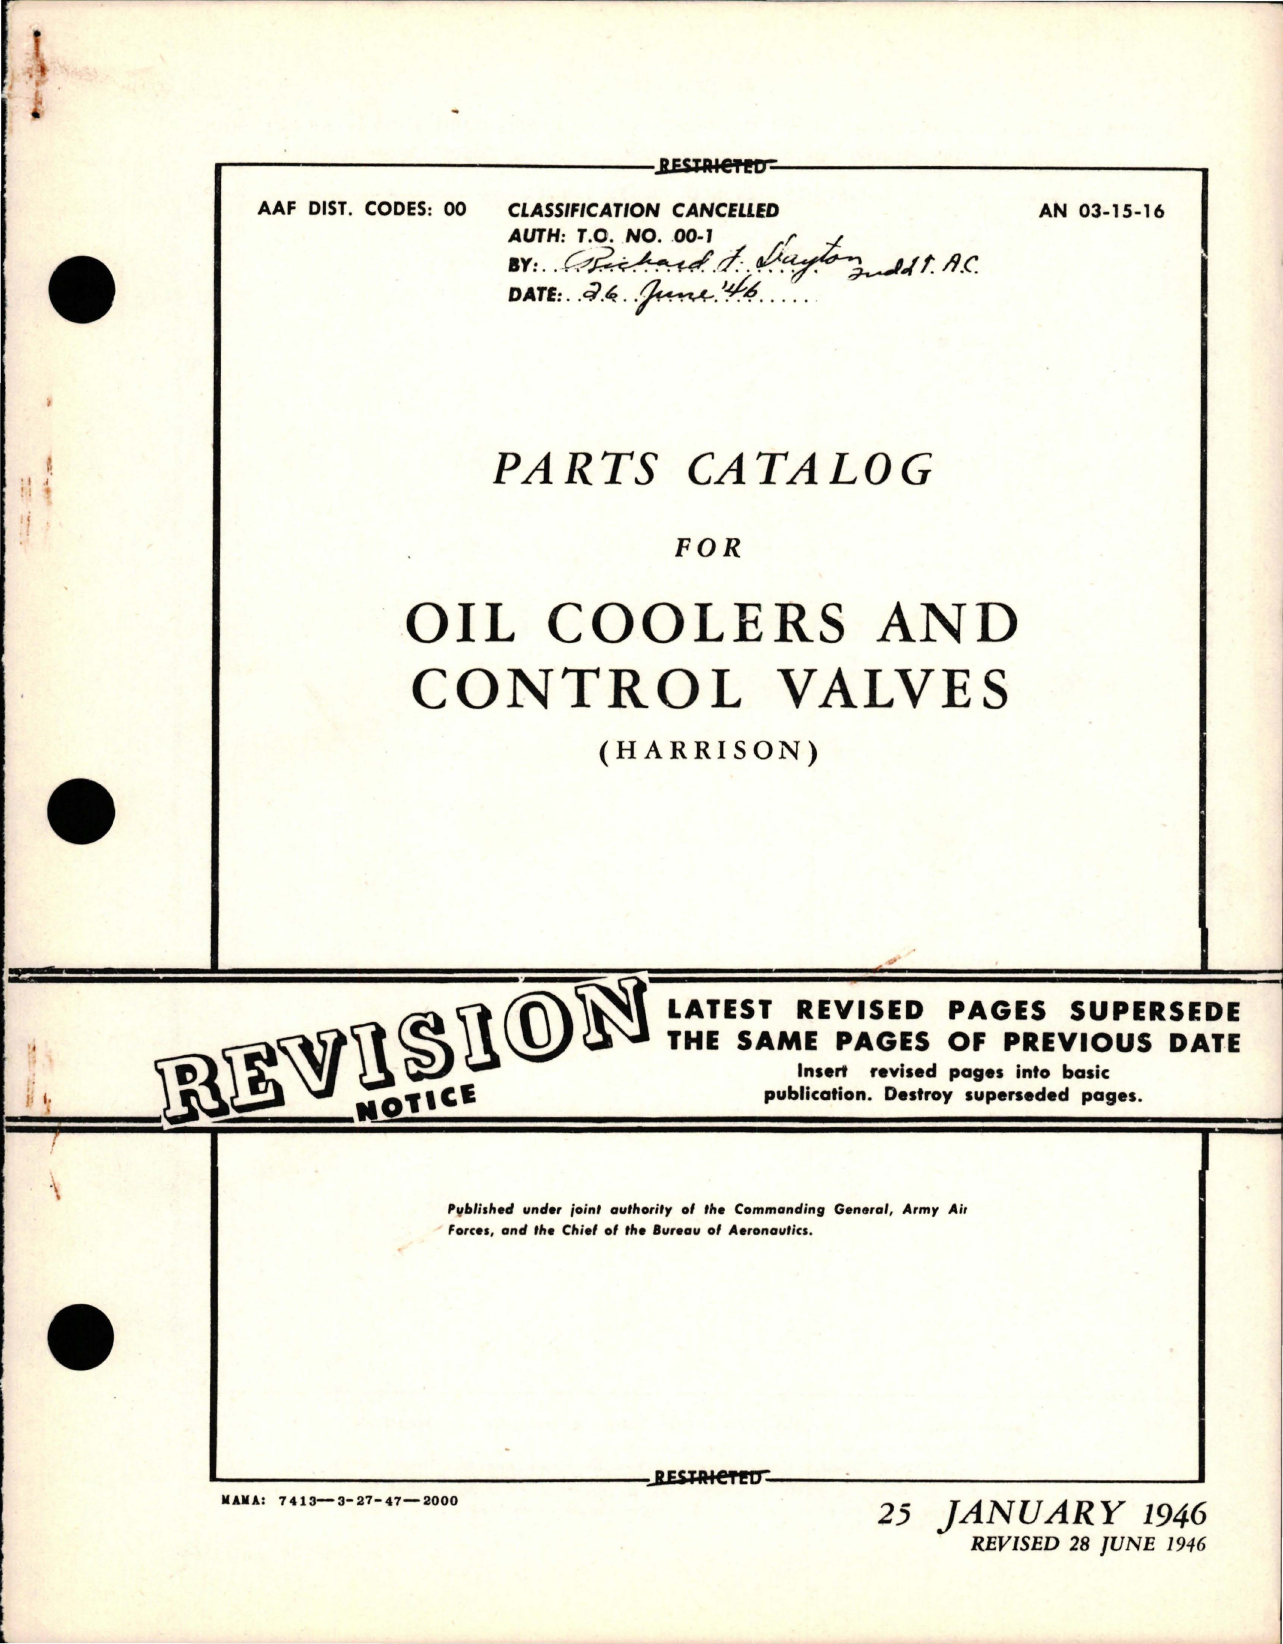 RESTRICTED
AAF DIST. CODES: 00
CLASSIFICATION CANCELLED
AUTH: T.O. NO. 00-1
BY: Richard F. Dayton 2nd Lt. A.C.
DATE: 26 June '46
AN 03-15-16
PARTS CATALOG
FOR
OIL COOLERS AND
CONTROL VALVES
(HARRISON)
REVISION
NOTICE
LATEST REVISED PAGES SUPERSEDE
THE SAME PAGES OF PREVIOUS DATE
Insert revised pages into basic
publication. Destroy superseded pages.
Published under joint authority of the Commanding General, Army Air
Forces, and the Chief of the Bureau of Aeronautics.
RESTRICTED
MAMA: 7413—3-27-47—2000
25 JANUARY 1946
REVISED 28 JUNE 1946